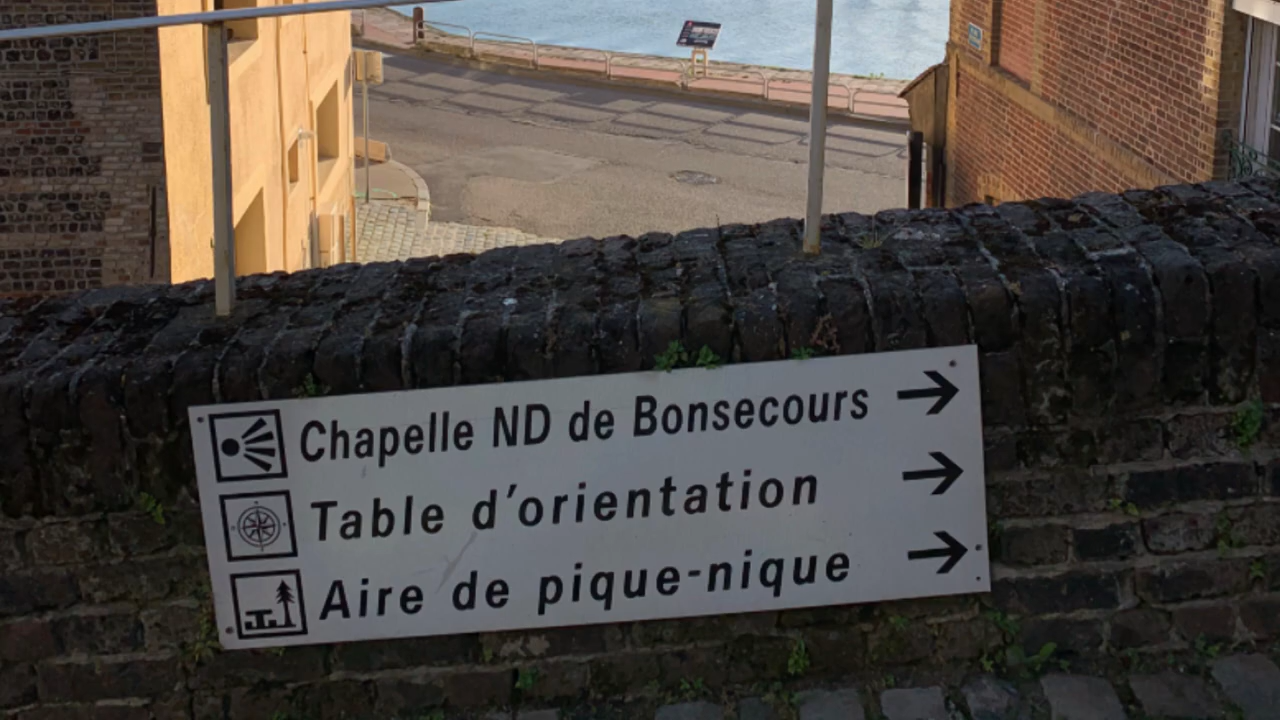 Chapelle ND de Bonsecours
Table d'orientation
Aire de pique-nique